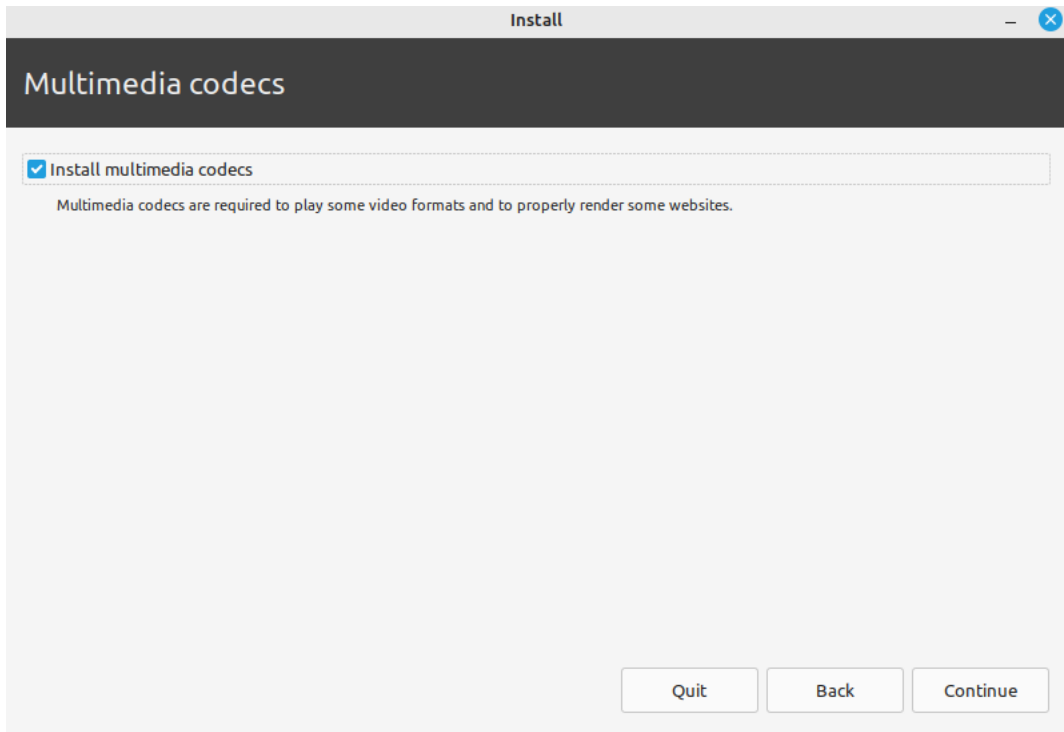 Install
Multimedia codecs
Install multimedia codecs
Multimedia codecs are required to play some video formats and to properly render some websites.
Quit Back Continue